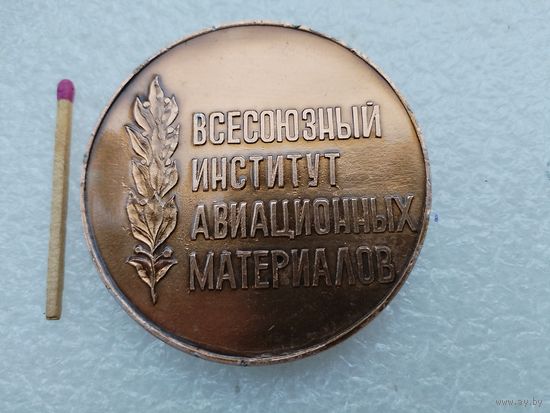 ВСЕСОЮЗНЫЙ
ИНСТИТУТ
АВИАЦИОННЫХ
МАТЕРИАЛОВ
www.ay.by